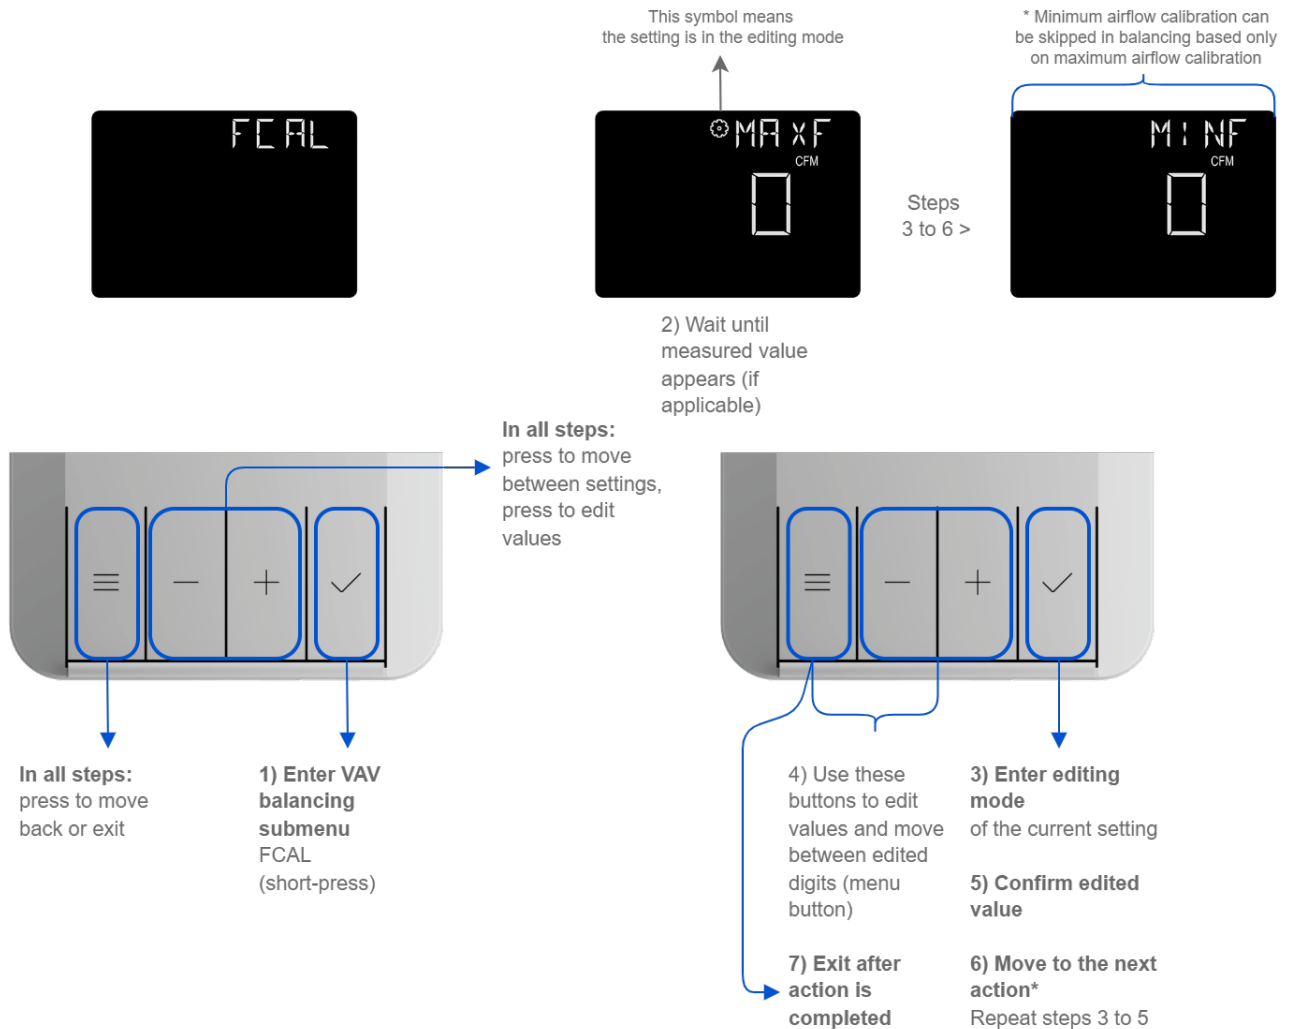 This symbol means
the setting is in the editing mode
* Minimum airflow calibration can
be skipped in balancing based only
on maximum airflow calibration
FCAL
MAXF
CFM
0
Steps
3 to 6 >
MINF
CFM
0
2) Wait until
measured value
appears (if
applicable)
In all steps:
press to move
between settings,
press to edit
values
In all steps:
press to move
back or exit
1) Enter VAV
balancing
submenu
FCAL
(short-press)
4) Use these
buttons to edit
values and move
between edited
digits (menu
button)
3) Enter editing
mode
of the current setting
5) Confirm edited
value
7) Exit after
action is
completed
6) Move to the next
action*
Repeat steps 3 to 5